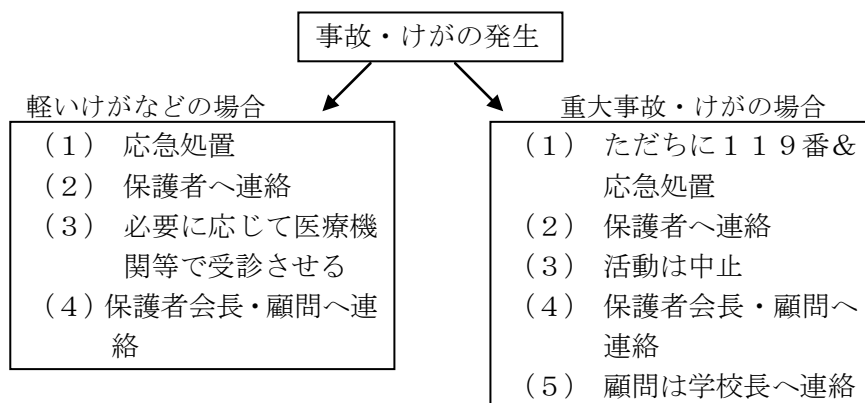 事故・けがの発生
軽いけがなどの場合
（１） 応急処置
（２） 保護者へ連絡
（３） 必要に応じて医療機
関等で受診させる
（４）保護者会長・顧問へ連
絡
重大事故・けがの場合
（１） ただちに１１９番＆
応急処置
（２） 保護者へ連絡
（３） 活動は中止
（４） 保護者会長・顧問へ
連絡
（５） 顧問は学校長へ連絡